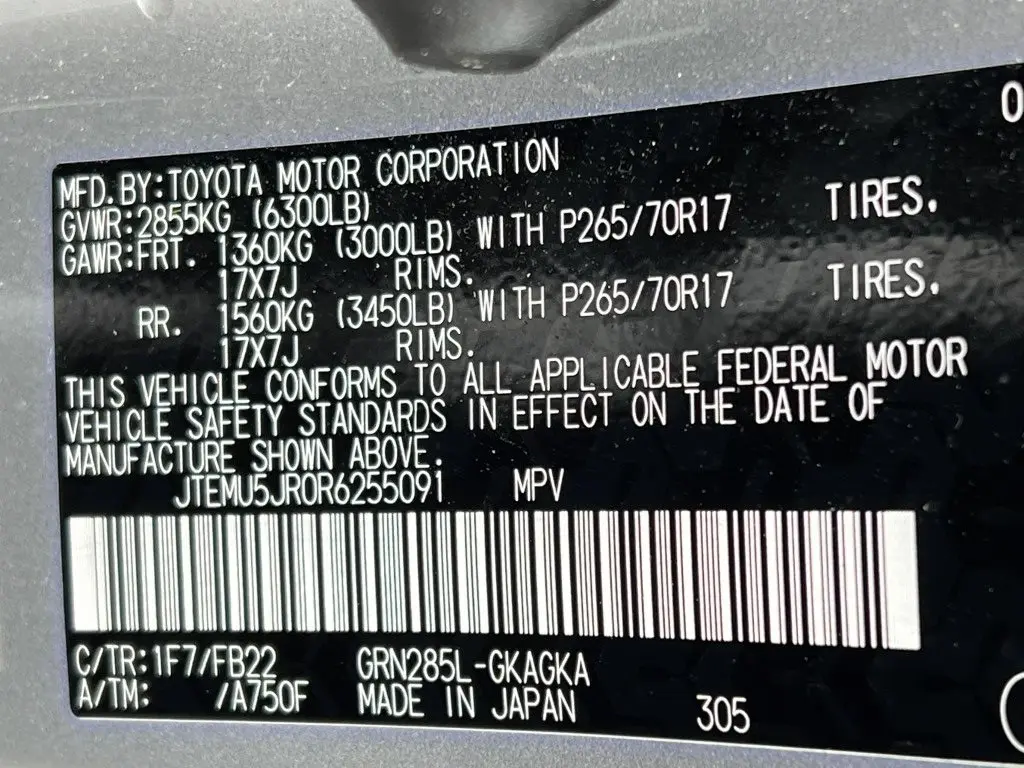 0
MFD.BY:TOYOTA MOTOR CORPORATION
GVWR:2855KG (6300LB)
GAWR:FRT. 1360KG (3000LB) WITH P265/70R17 TIRES.
17X7J RIMS.
RR. 1560KG (3450LB) WITH P265/70R17 TIRES.
17X7J RIMS.
THIS VEHICLE CONFORMS TO ALL APPLICABLE FEDERAL MOTOR
VEHICLE SAFETY STANDARDS IN EFFECT ON THE DATE OF
MANUFACTURE SHOWN ABOVE.
JTEMU5JR0R6255091 MPV
C/TR:1F7/FB22 GRN285L-GKAGKA
A/TM: /A750F MADE IN JAPAN 305